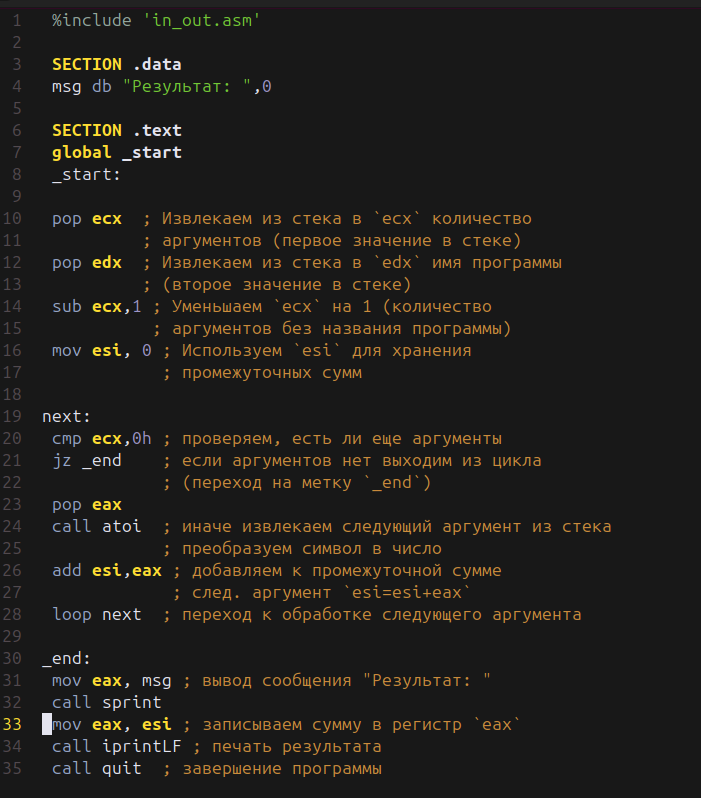 1 %include 'in_out.asm'
2
3 SECTION .data
4 msg db "Результат: ",0
5
6 SECTION .text
7 global _start
8 _start:
9
10 pop ecx ; Извлекаем из стека в `ecx` количество
11 ; аргументов (первое значение в стеке)
12 pop edx ; Извлекаем из стека в `edx` имя программы
13 ; (второе значение в стеке)
14 sub ecx,1 ; Уменьшаем `ecx` на 1 (количество
15 ; аргументов без названия программы)
16 mov esi, 0 ; Используем `esi` для хранения
17 ; промежуточных сумм
18
19 next:
20 cmp ecx,0h ; проверяем, есть ли еще аргументы
21 jz _end ; если аргументов нет выходим из цикла
22 ; (переход на метку `_end`)
23 pop eax
24 call atoi ; иначе извлекаем следующий аргумент из стека
25 ; преобразуем символ в число
26 add esi,eax ; добавляем к промежуточной сумме
27 ; след. аргумент `esi=esi+eax`
28 loop next ; переход к обработке следующего аргумента
29
30 _end:
31 mov eax, msg ; вывод сообщения "Результат: "
32 call sprint
33 mov eax, esi ; записываем сумму в регистр `eax`
34 call iprintLF ; печать результата
35 call quit ; завершение программы